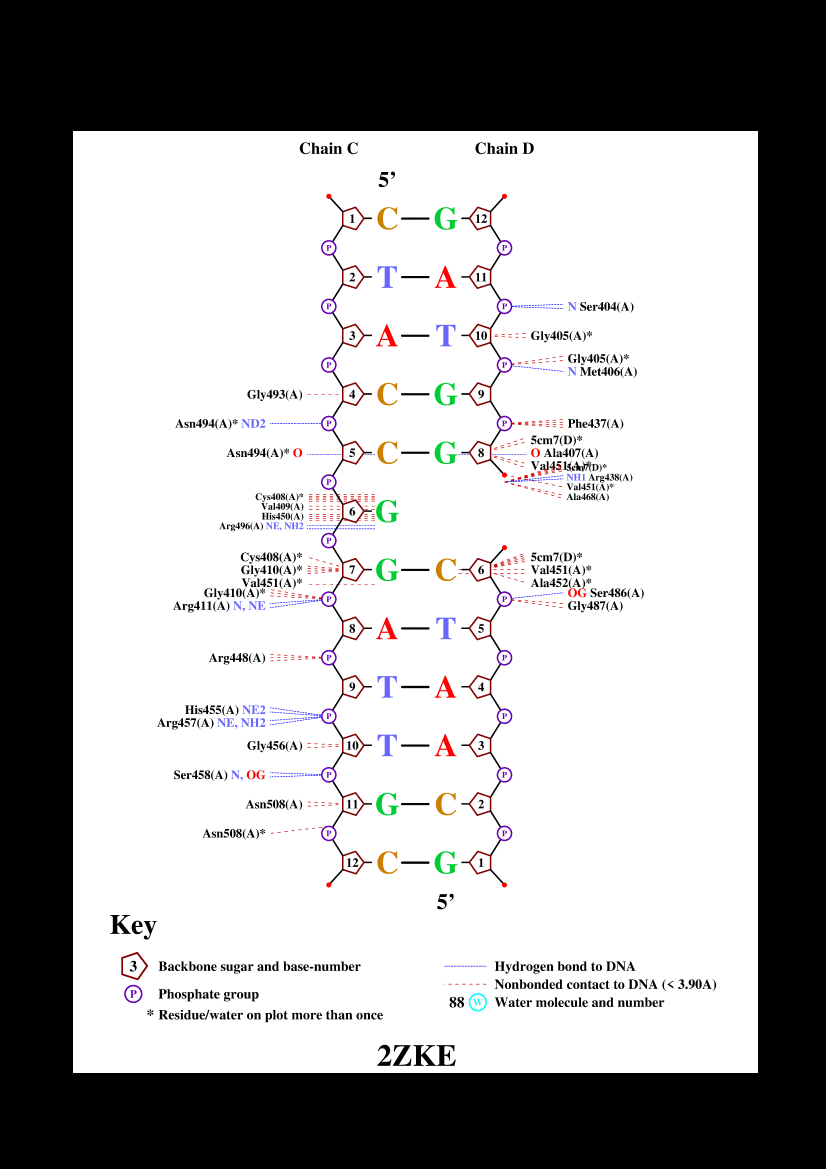 Chain C Chain D
5’
1 C G 12
P P
2 T A 11
P P N Ser404(A)
3 A T 10 Gly405(A)*
P P Gly405(A)*
N Met406(A)
Gly493(A) 4 C G 9
Asn494(A)* ND2 P P Phe437(A)
5cm7(D)*
Asn494(A)* O 5 C G 8 O Ala407(A)
Val451(A)*
5cm7(D)*
P NH1 Arg438(A)
Val451(A)*
Cys408(A)* Ala468(A)
Val409(A)
His450(A) 6 G
Arg496(A) NE, NH2
P
Cys408(A)* 5cm7(D)*
Gly410(A)* 7 G C 6 Val451(A)*
Val451(A)* Ala452(A)*
Gly410(A)* OG Ser486(A)
Arg411(A) N, NE P P Gly487(A)
8 A T 5
Arg448(A) P P
9 T A 4
His455(A) NE2 P P
Arg457(A) NE, NH2
Gly456(A) 10 T A 3
Ser458(A) N, OG P P
Asn508(A) 11 G C 2
Asn508(A)* P P
12 C G 1
5’
Key
3 Backbone sugar and base-number
P Phosphate group
* Residue/water on plot more than once
Hydrogen bond to DNA
Nonbonded contact to DNA (< 3.90A)
88 W Water molecule and number
2ZKE